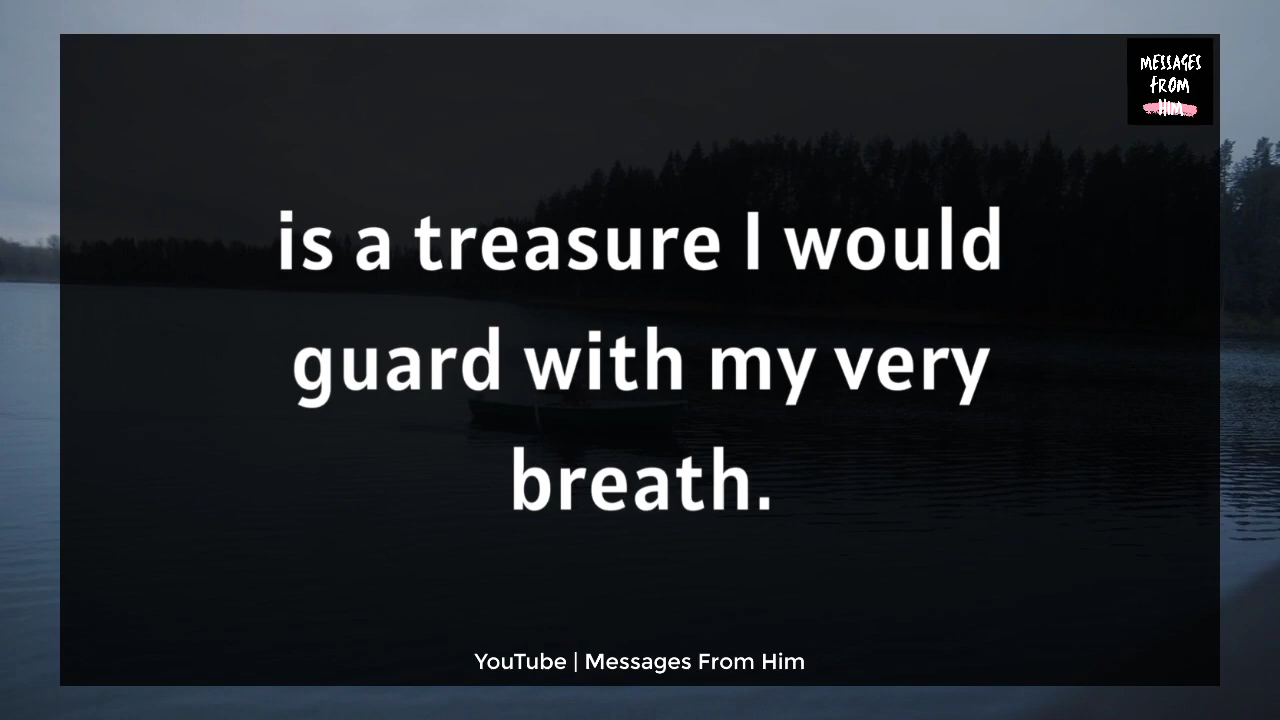 MESSAGES
FROM
HIM
is a treasure I would
guard with my very
breath.
YouTube | Messages From Him